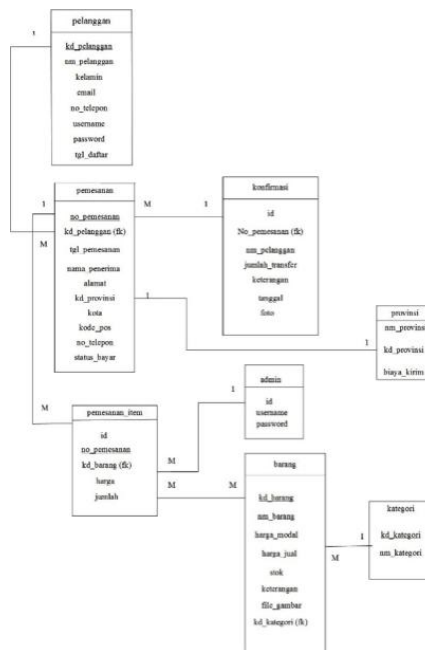 pelanggan
1
kd_pelanggan
nm_pelanggan
kelamin
email
no_telepon
username
password
tgl_daftar
pemesanan
1
no_pemesanan
kd_pelanggan (fk)
M
tgl_pemesanan
nama_penerima
alamat
kd_provinsi
kota
kode_pos
no_telepon
status_bayar
M
1
konfirmasi
id
No_pemesanan (fk)
nm_pelanggan
jumlah_transfer
keterangan
tanggal
foto
1
1
provinsi
nm_provinsi
kd_provinsi
biaya_kirim
admin
1
id
username
password
M
pemesanan_item
id
no_pemesanan
kd_barang (fk)
harga
jumlah
M
M
M
barang
kd_barang
nm_barang
harga_modal
harga_jual
stok
keterangan
file_gambar
kd_kategori (fk)
1
M
kategori
kd_kategori
nm_kategori